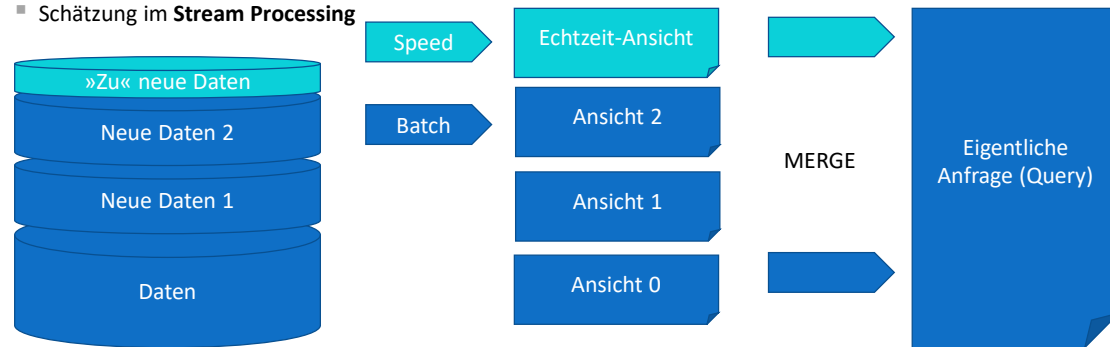 ▪ Schätzung im Stream Processing
»Zu« neue Daten
Neue Daten 2
Neue Daten 1
Daten
Speed
Batch
Echtzeit-Ansicht
Ansicht 2
Ansicht 1
Ansicht 0
MERGE
Eigentliche
Anfrage (Query)